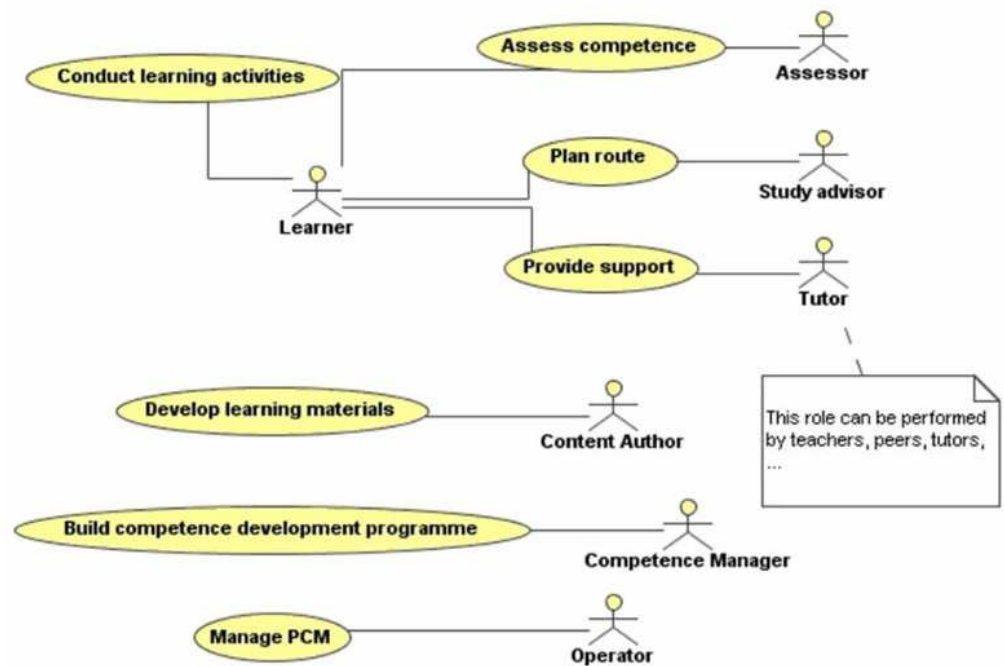 Assess competence
Assessor
Conduct learning activities
Plan route
Study advisor
Learner
Provide support
Tutor
This role can be performed
by teachers, peers, tutors,
...
Develop learning materials
Content Author
Build competence development programme
Competence Manager
Manage PCM
Operator